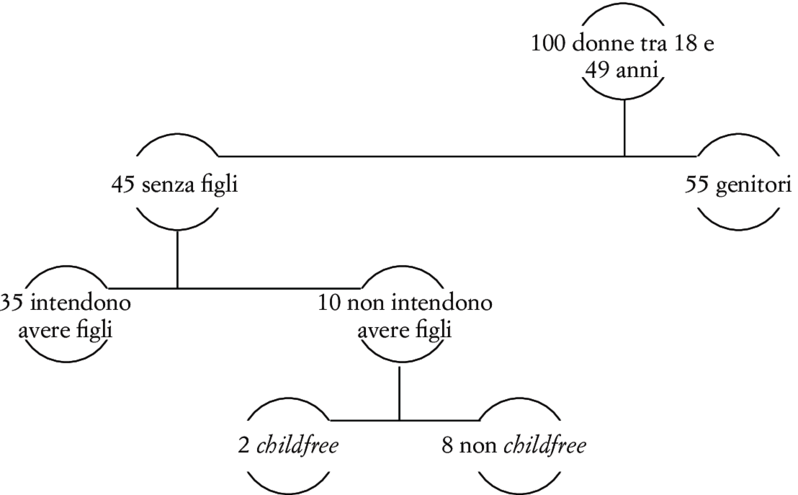 100 donne tra 18 e
49 anni
45 senza figli
55 genitori
35 intendono
avere figli
10 non intendono
avere figli
2 childfree
8 non childfree